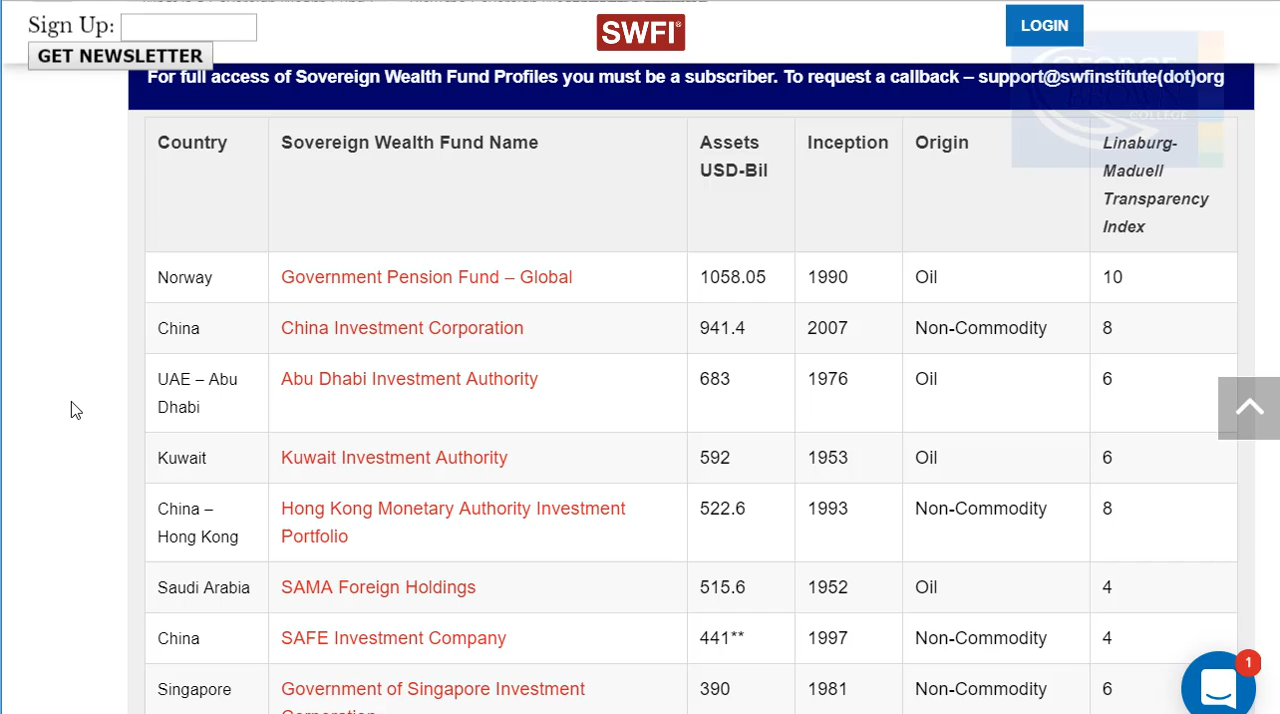 Sign Up:
SWFI®
LOGIN
GET NEWSLETTER
For full access of Sovereign Wealth Fund Profiles you must be a subscriber. To request a callback – support@swfinstitute(dot)org
GEORGE
BROWN
COLLEGE
Country Sovereign Wealth Fund Name Assets USD-Bil Inception Origin Linaburg-Maduell Transparency Index
Norway Government Pension Fund – Global 1058.05 1990 Oil 10
China China Investment Corporation 941.4 2007 Non-Commodity 8
UAE – Abu Dhabi Abu Dhabi Investment Authority 683 1976 Oil 6
Kuwait Kuwait Investment Authority 592 1953 Oil 6
China – Hong Kong Hong Kong Monetary Authority Investment Portfolio 522.6 1993 Non-Commodity 8
Saudi Arabia SAMA Foreign Holdings 515.6 1952 Oil 4
China SAFE Investment Company 441** 1997 Non-Commodity 4
1
Singapore Government of Singapore Investment 390 1981 Non-Commodity 6